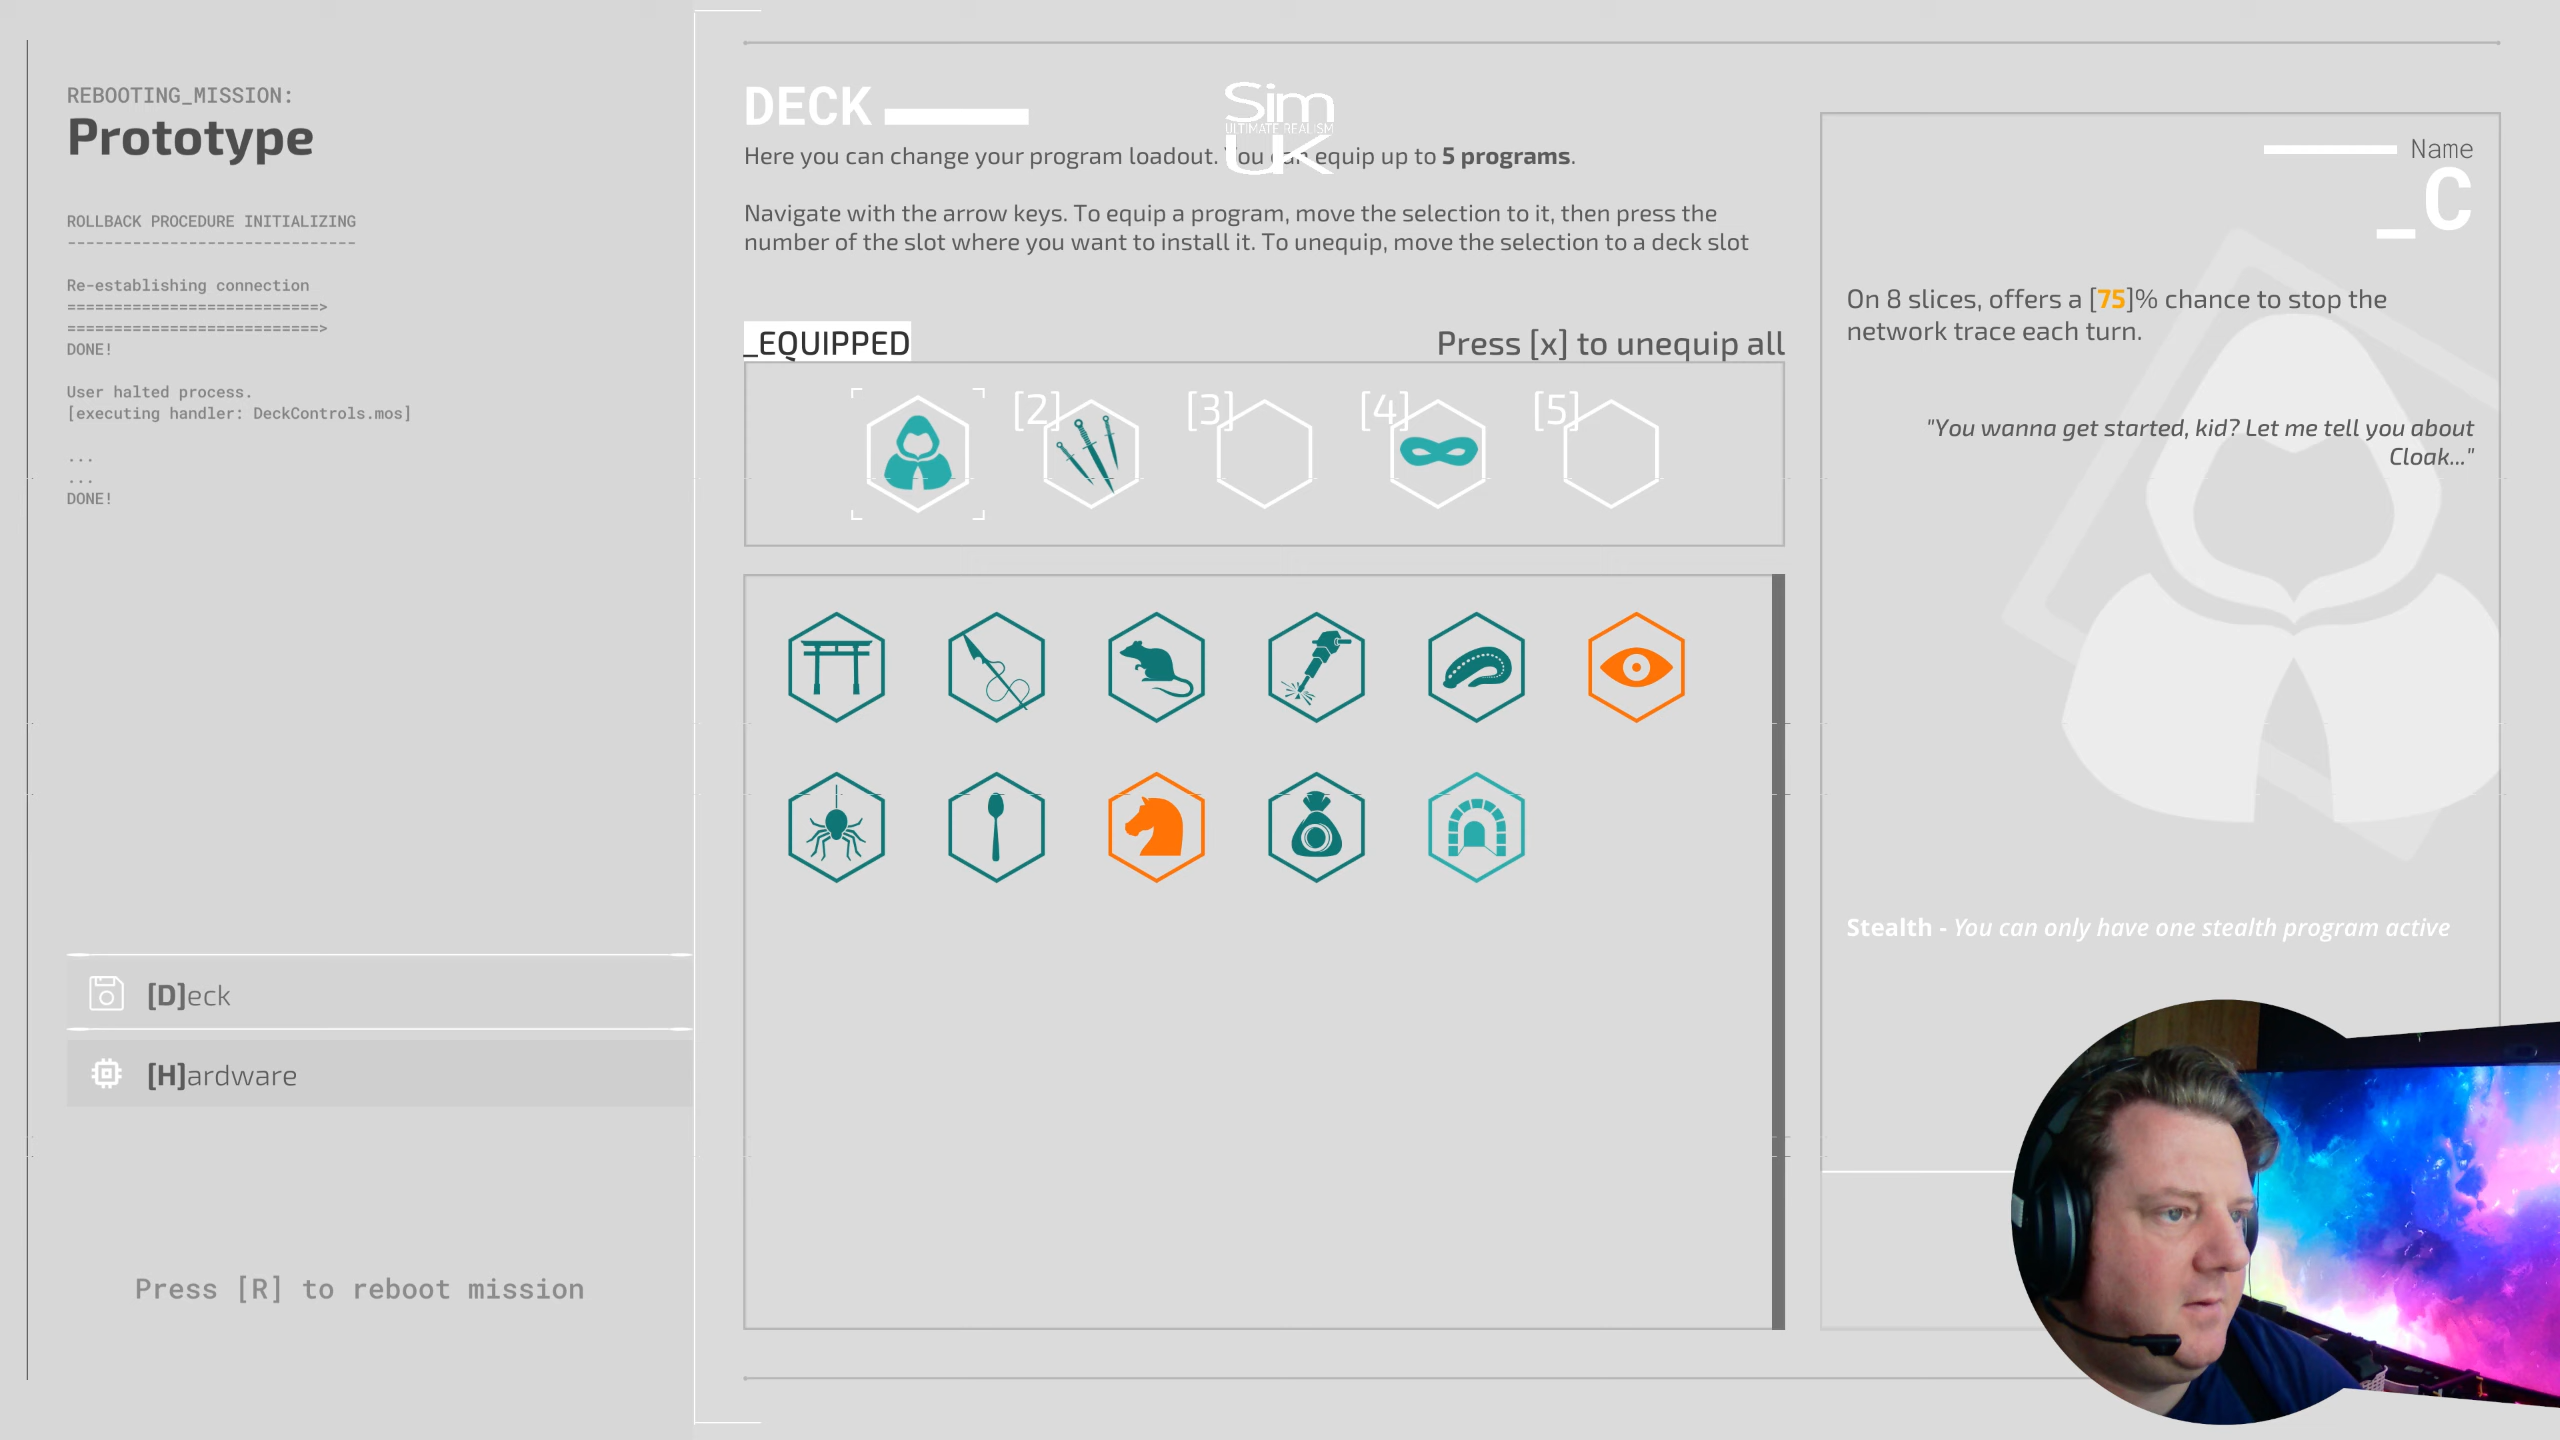 REBOOTING_MISSION:
Prototype
ROLLBACK PROCEDURE INITIALIZING
-------------------------------
Re-establishing connection
===========================>
===========================>
DONE!
User halted process.
[executing handler: DeckControls.mos]
...
...
DONE!
[D]eck
[H]ardware
Press [R] to reboot mission
DECK
Sim
ULTIMATE REALISM
UK
Here you can change your program loadout. You can equip up to 5 programs.
Navigate with the arrow keys. To equip a program, move the selection to it, then press the
number of the slot where you want to install it. To unequip, move the selection to a deck slot
_EQUIPPED
Press [x] to unequip all
[2]
[3]
[4]
[5]
Name
_C
On 8 slices, offers a [75]% chance to stop the
network trace each turn.
"You wanna get started, kid? Let me tell you about
Cloak..."
Stealth - You can only have one stealth program active